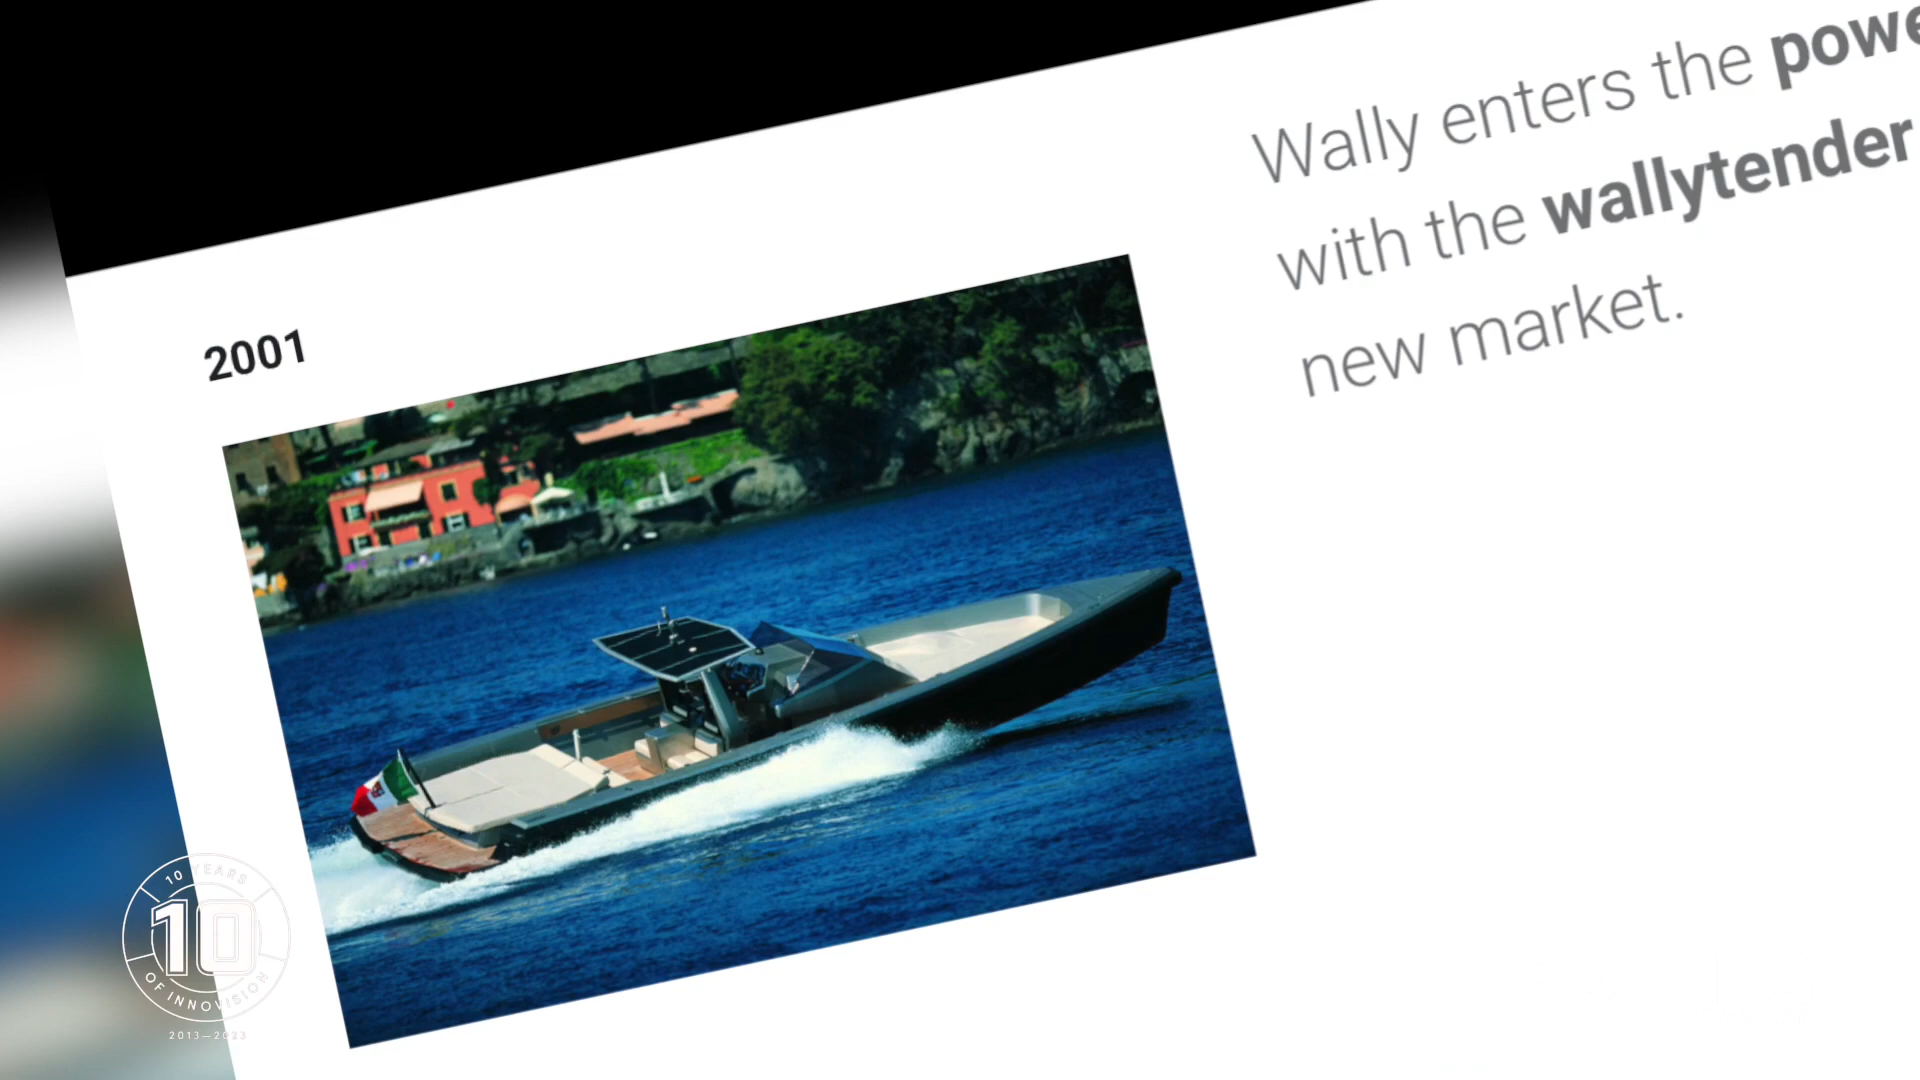 2001
Wally enters the
with the wallytender
new market.
10 YEARS
10
OF INNOVISION
2013—2023